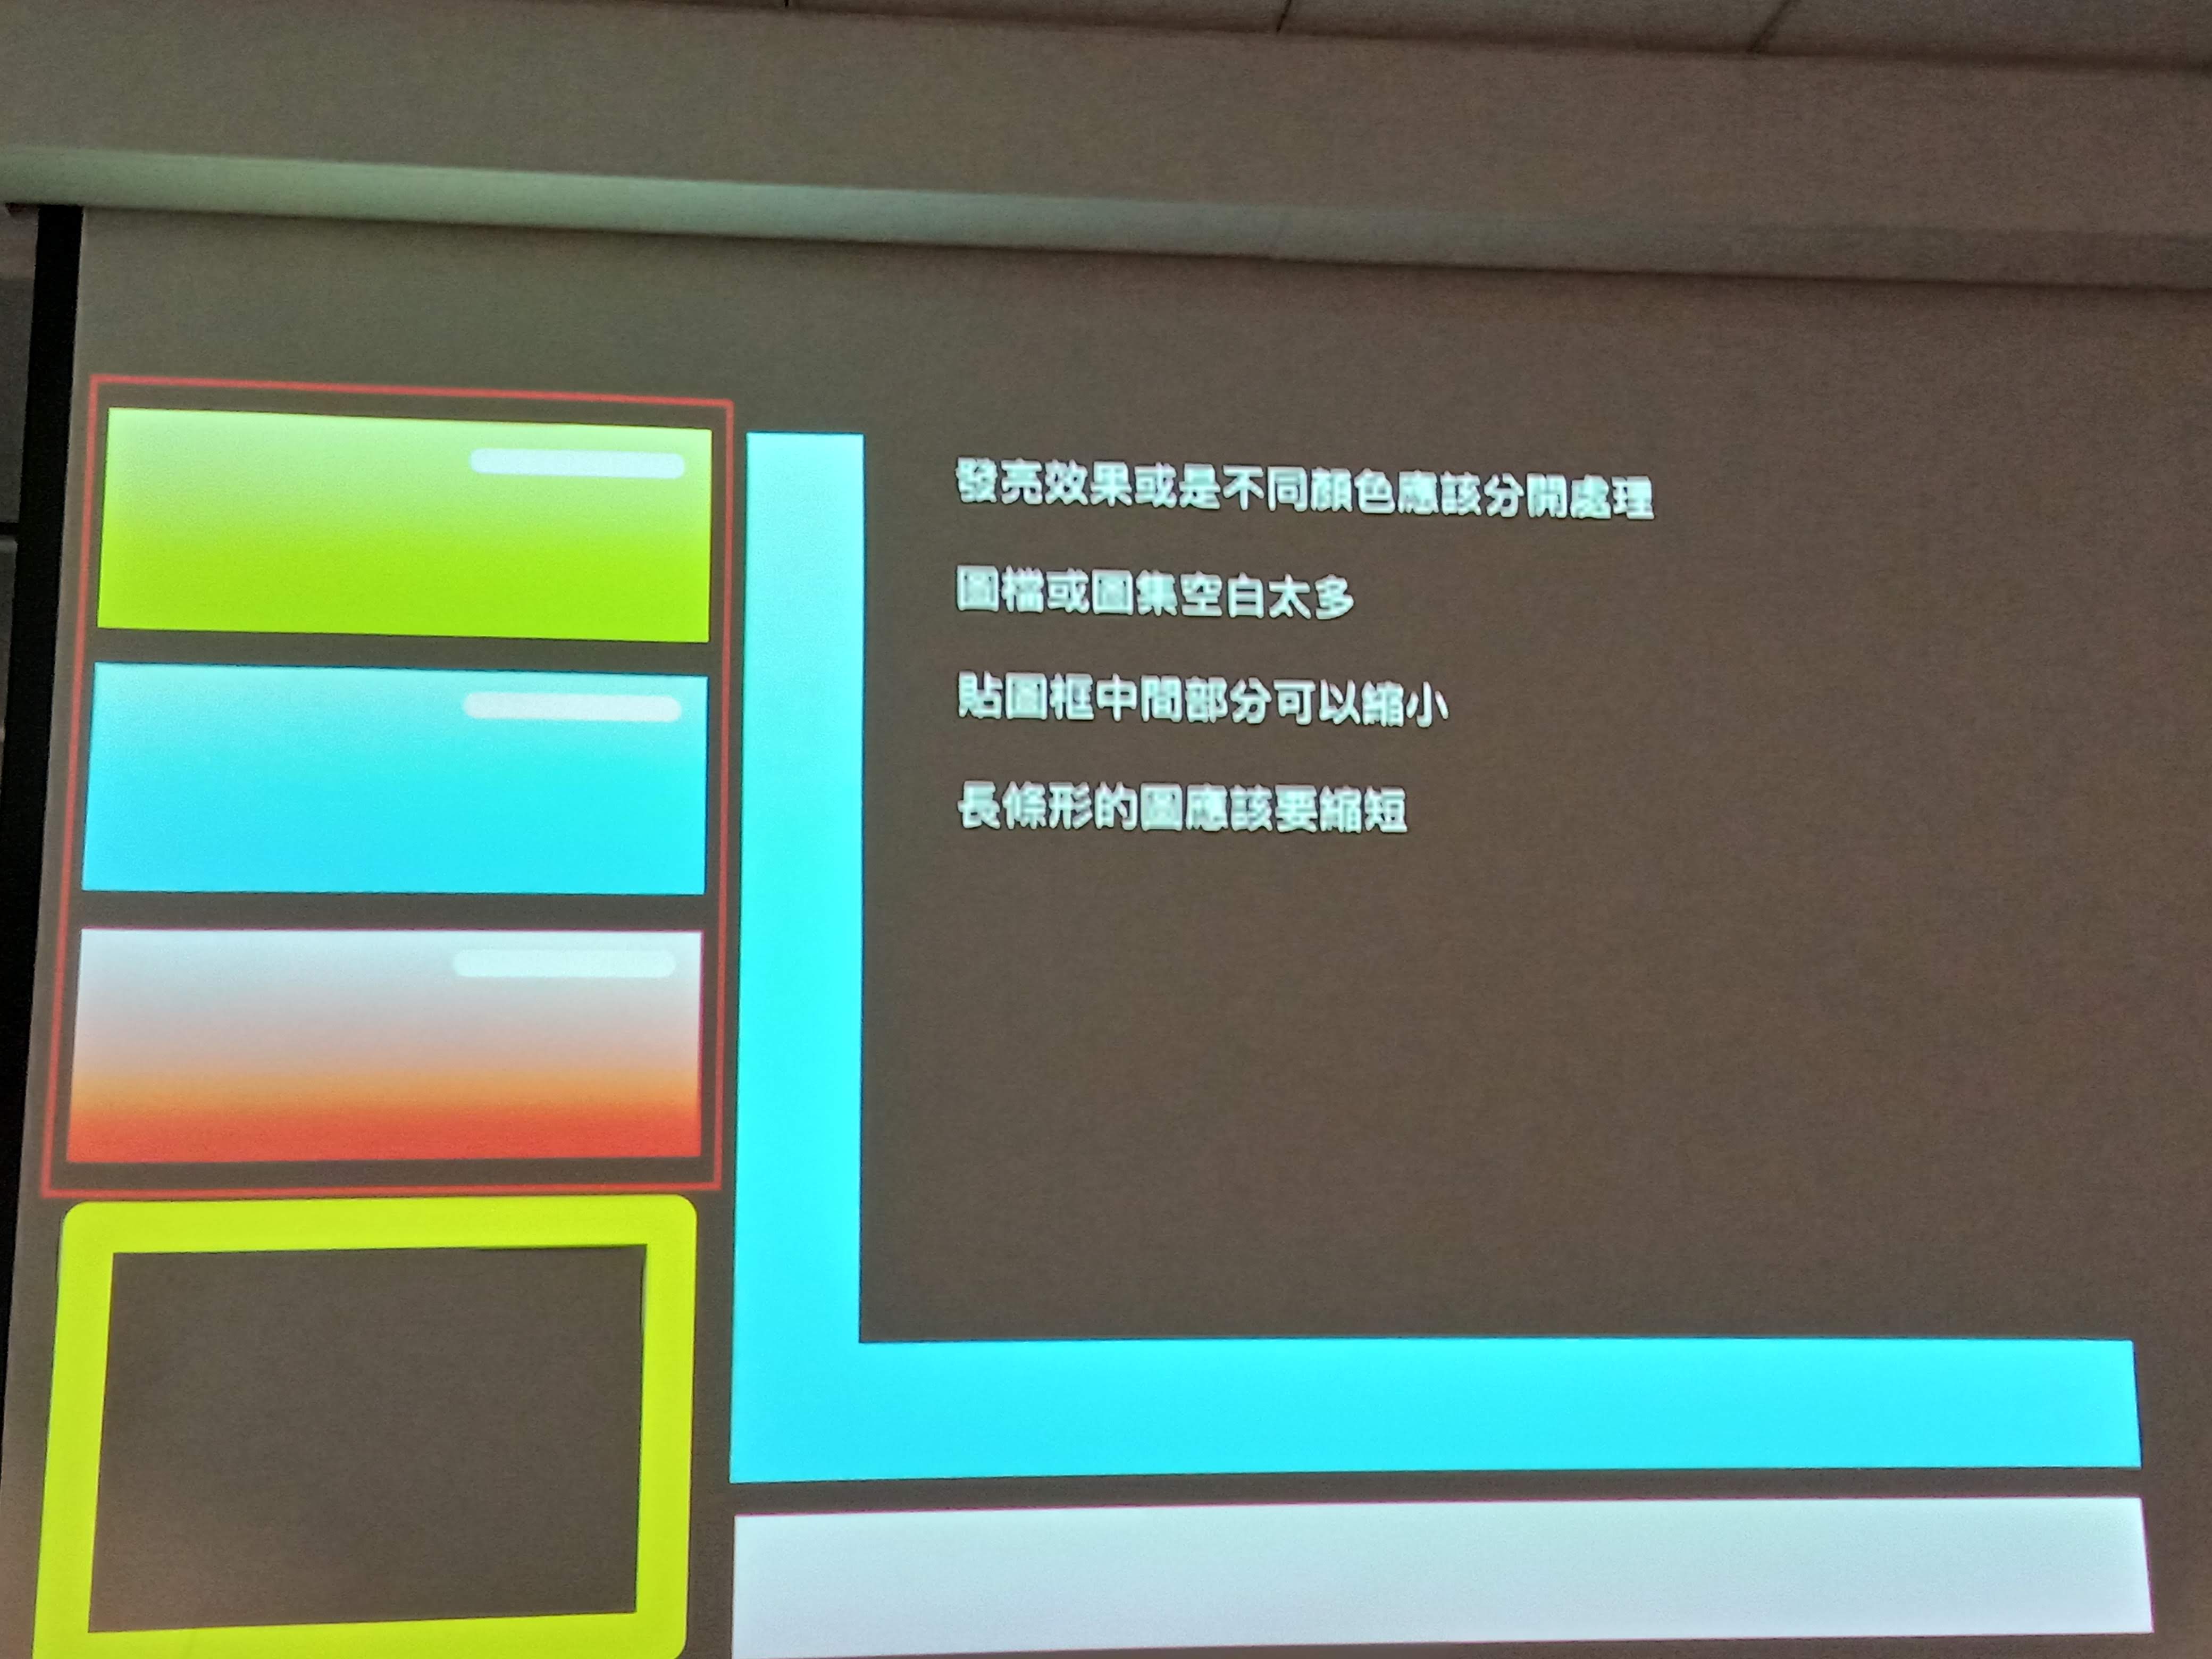 發亮效果或是不同顏色應該分開處理
圖檔或圖集空白太多
貼圖框中間部分可以縮小
長條形的圖應該要縮短